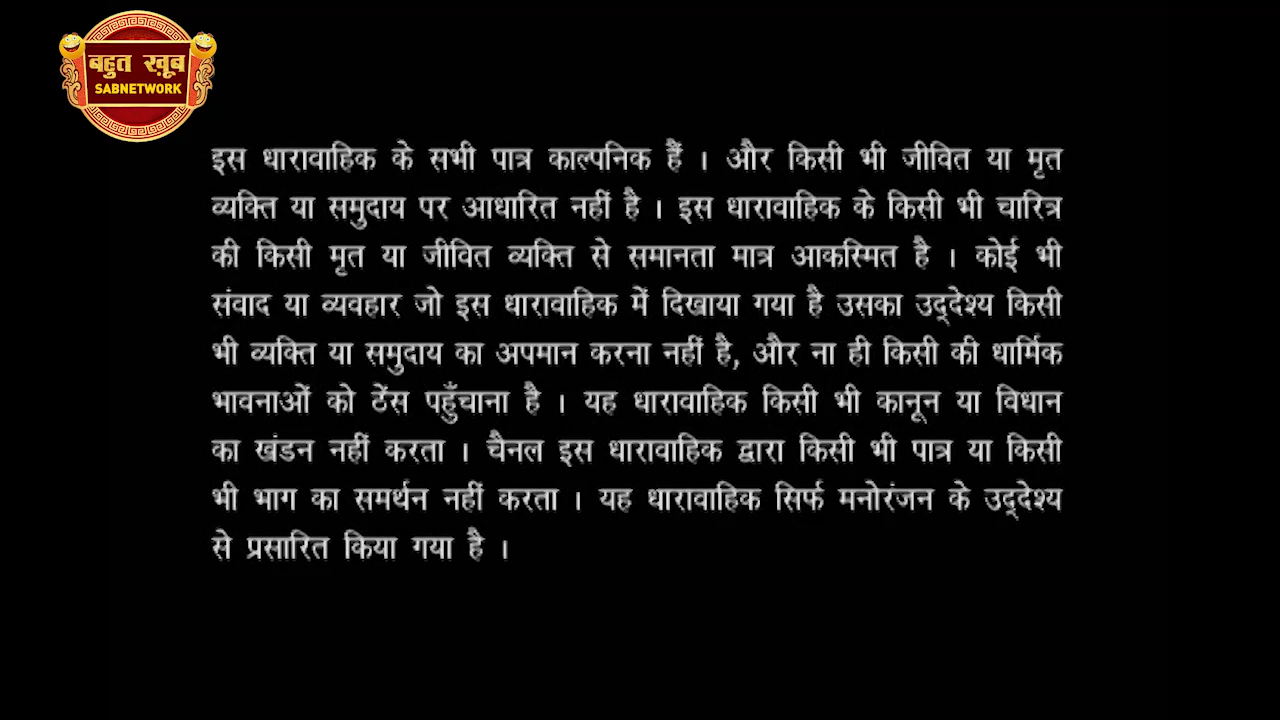 बहुत ख़ूब
SABNETWORK
इस धारावाहिक के सभी पात्र काल्पनिक हैं । और किसी भी जीवित या मृत
व्यक्ति या समुदाय पर आधारित नहीं है । इस धारावाहिक के किसी भी चारित्र
की किसी मृत या जीवित व्यक्ति से समानता मात्र आकस्मित है । कोई भी
संवाद या व्यवहार जो इस धारावाहिक में दिखाया गया है उसका उद्देश्य किसी
भी व्यक्ति या समुदाय का अपमान करना नहीं है, और ना ही किसी की धार्मिक
भावनाओं को टेंस पहुँचाना है । यह धारावाहिक किसी भी कानून या विधान
का खंडन नहीं करता । चैनल इस धारावाहिक द्वारा किसी भी पात्र या किसी
भी भाग का समर्थन नहीं करता । यह धारावाहिक सिर्फ मनोरंजन के उद्देश्य
से प्रसारित किया गया है ।